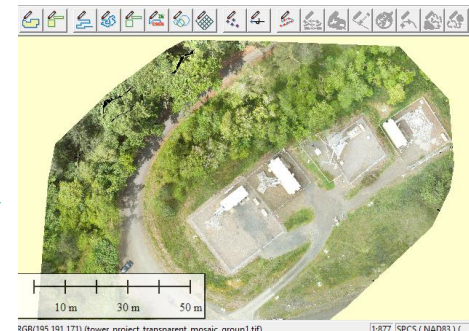 10 m 30 m 50 m
RGB(195,191,171) (tower_project_transparent_mosaic_group1.tif) 1:877 SPCS ( NAD83 ) (